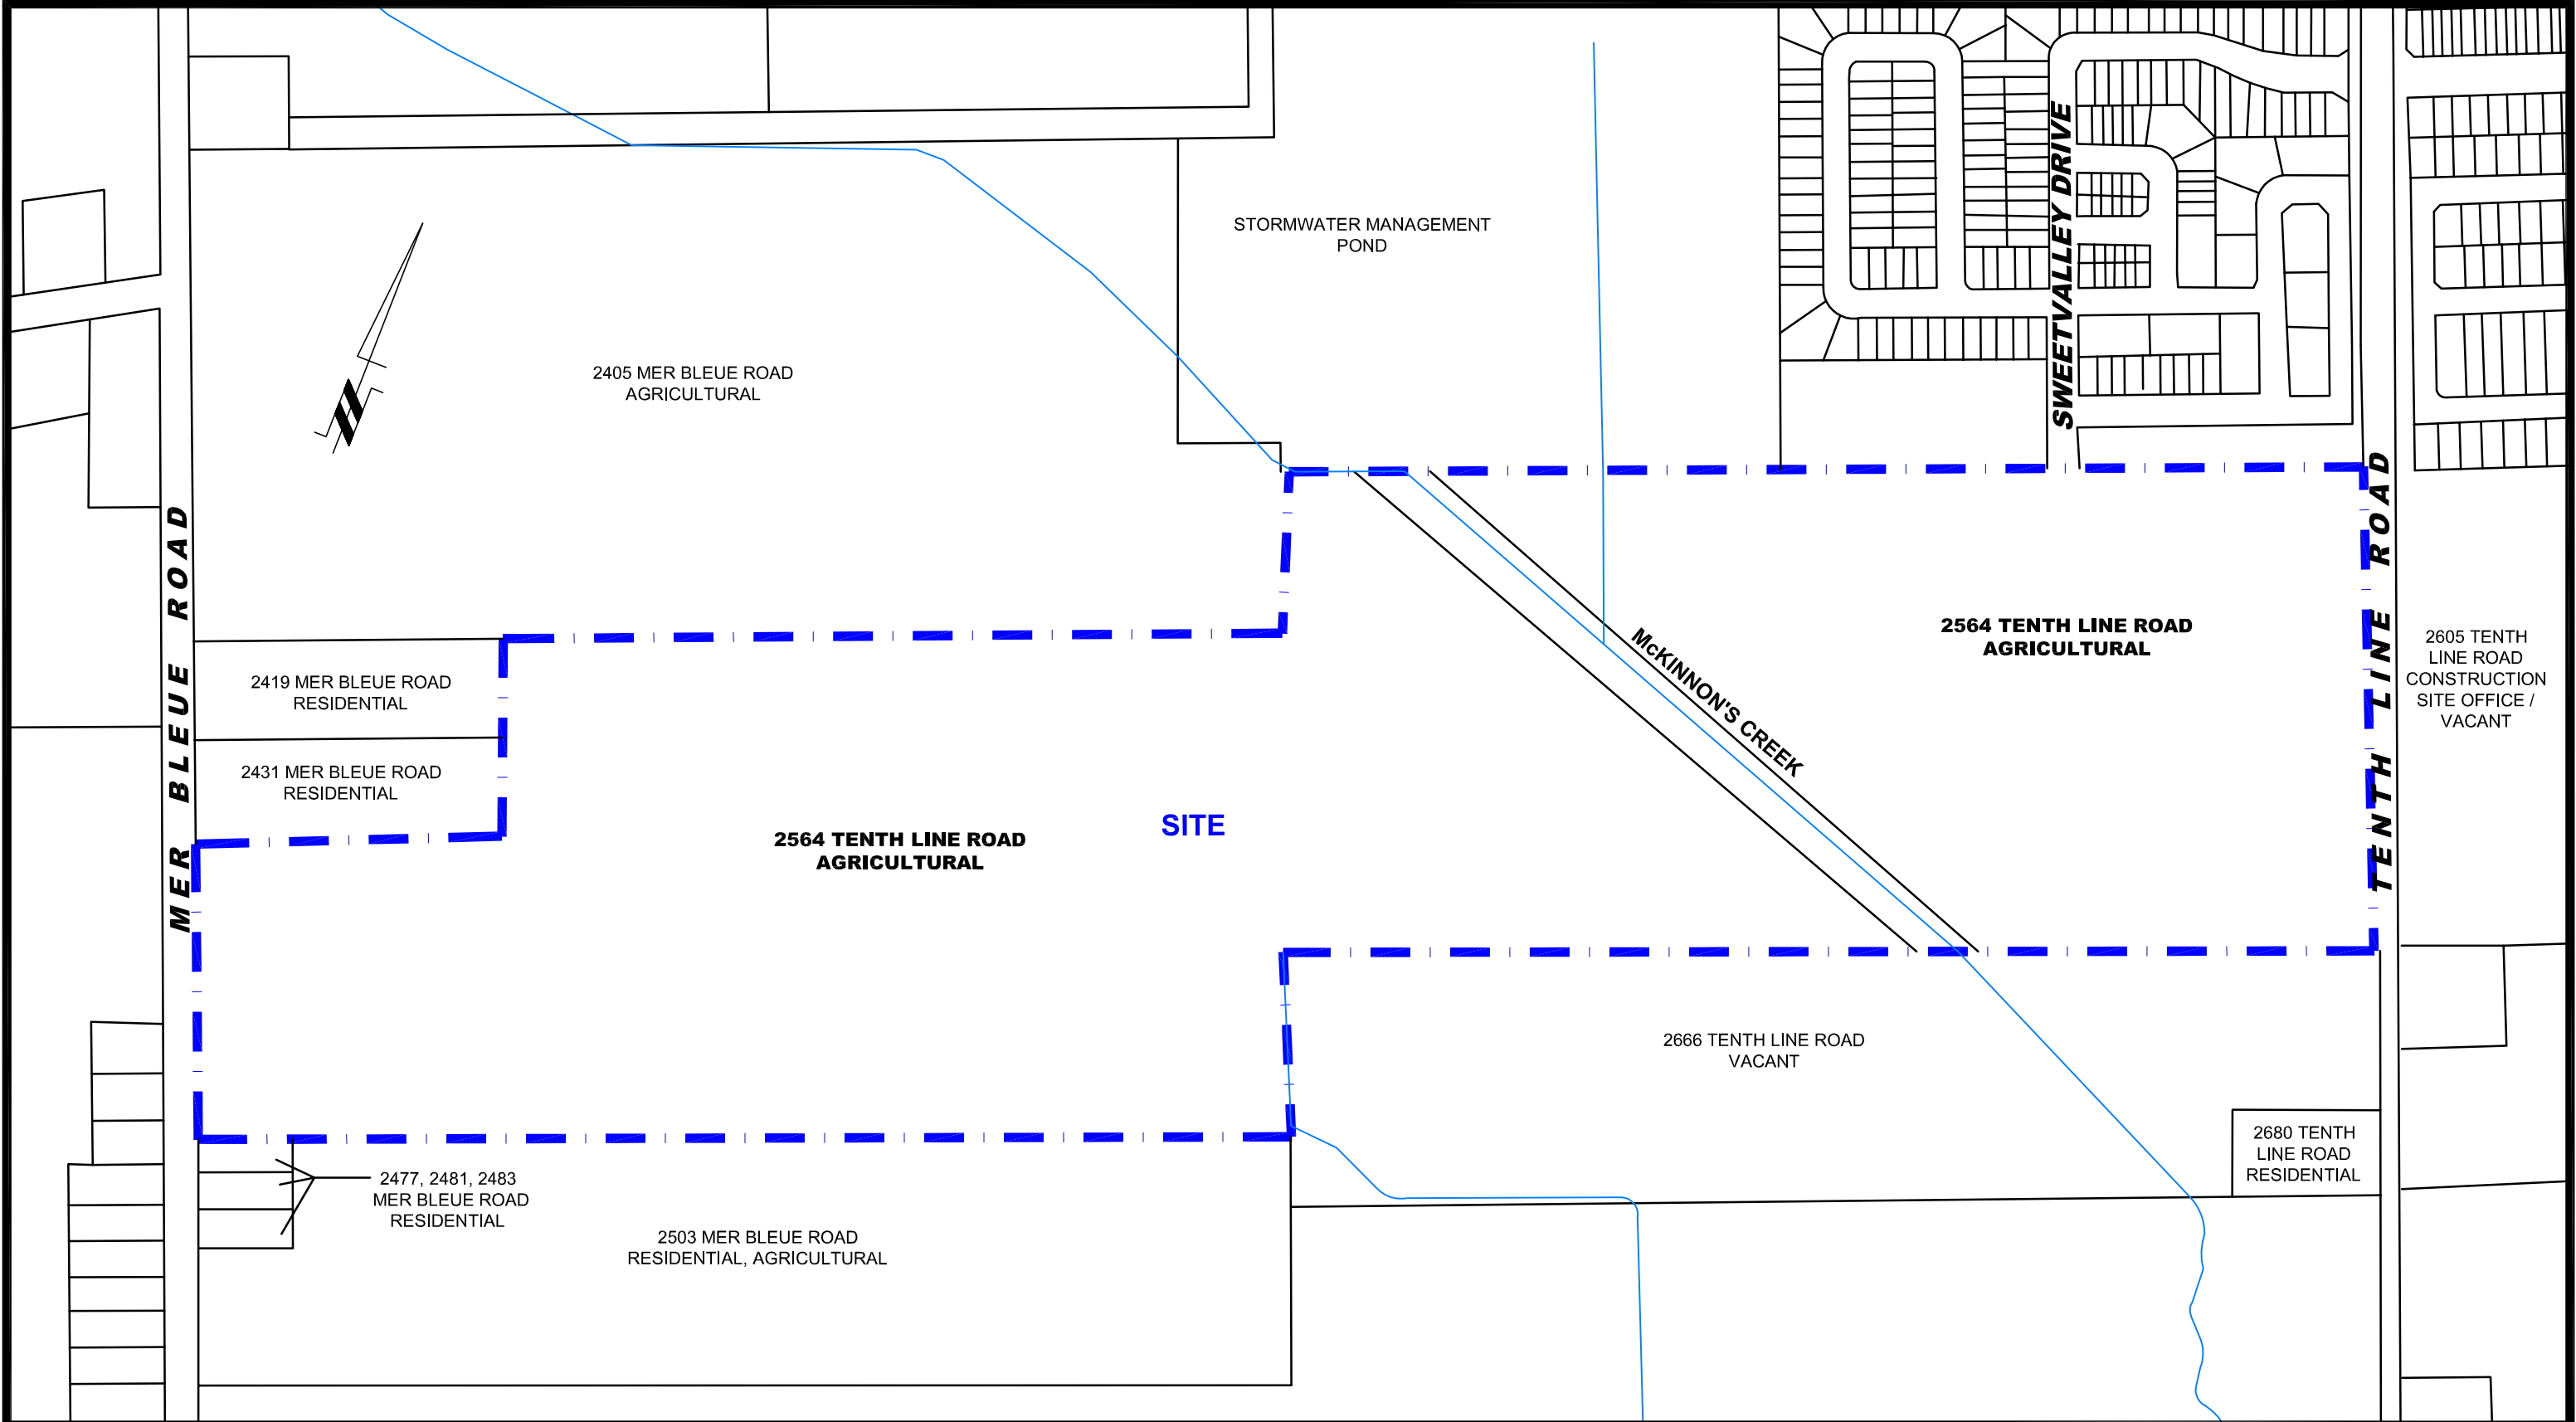 STORMWATER MANAGEMENT
POND
SWEETVALLEY DRIVE
2405 MER BLEUE ROAD
AGRICULTURAL
MER BLEUE ROAD
TENTH LINE ROAD
2564 TENTH LINE ROAD
AGRICULTURAL
2605 TENTH
LINE ROAD
CONSTRUCTION
SITE OFFICE /
VACANT
McKINNON'S CREEK
2419 MER BLEUE ROAD
RESIDENTIAL
2431 MER BLEUE ROAD
RESIDENTIAL
SITE
2564 TENTH LINE ROAD
AGRICULTURAL
2666 TENTH LINE ROAD
VACANT
2680 TENTH
LINE ROAD
RESIDENTIAL
2477, 2481, 2483
MER BLEUE ROAD
RESIDENTIAL
2503 MER BLEUE ROAD
RESIDENTIAL, AGRICULTURAL